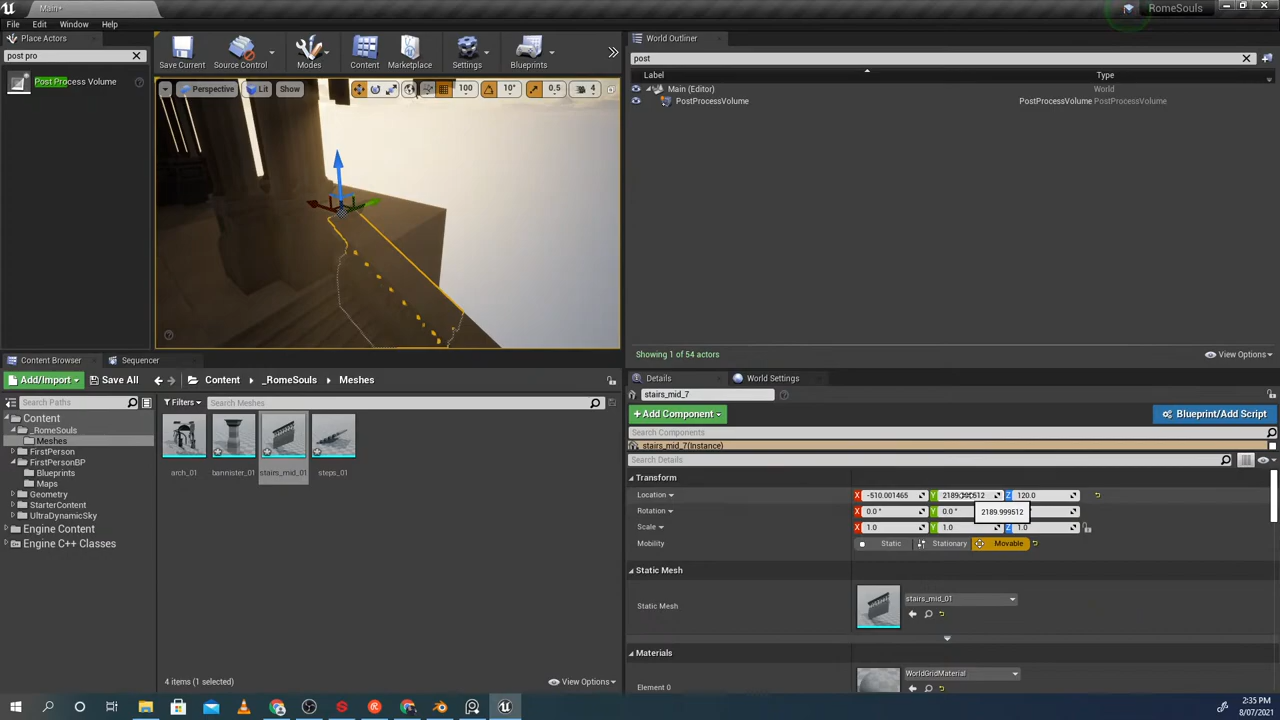 Main+
RomeSouls
File Edit Window Help
Place Actors
World Outliner
post pro
Save Current
Source Control
Modes
Content
Marketplace
Settings
Blueprints
post
Label
Type
Post Process Volume
Perspective
Lit
Show
100
10°
0.5
4
Main (Editor)
World
PostProcessVolume
PostProcessVolume PostProcessVolume
Showing 1 of 54 actors
View Options
Content Browser
Sequencer
Details
World Settings
Add/Import
Save All
Content
_RomeSouls
Meshes
stairs_mid_7
Search Paths
Filters
Search Meshes
+Add Component
Blueprint/Add Script
Content
_RomeSouls
Meshes
FirstPerson
FirstPersonBP
Blueprints
Maps
Geometry
StarterContent
UltraDynamicSky
Engine Content
Engine C++ Classes
arch_01
bannister_01
stairs_mid_01
steps_01
Search Components
stairs_mid_7(Instance)
Search Details
Transform
Location
X -510.001465
Y
Z 120.0
Rotation
0.0 °
0.0 °
2189.999512
Scale
X 1.0
1.0
Z 1.0
Mobility
Static
Stationary
Movable
Static Mesh
Static Mesh
stairs_mid_01
Materials
Element 0
WorldGridMaterial
4 items (1 selected)
View Options
2:35 PM
8/07/2021